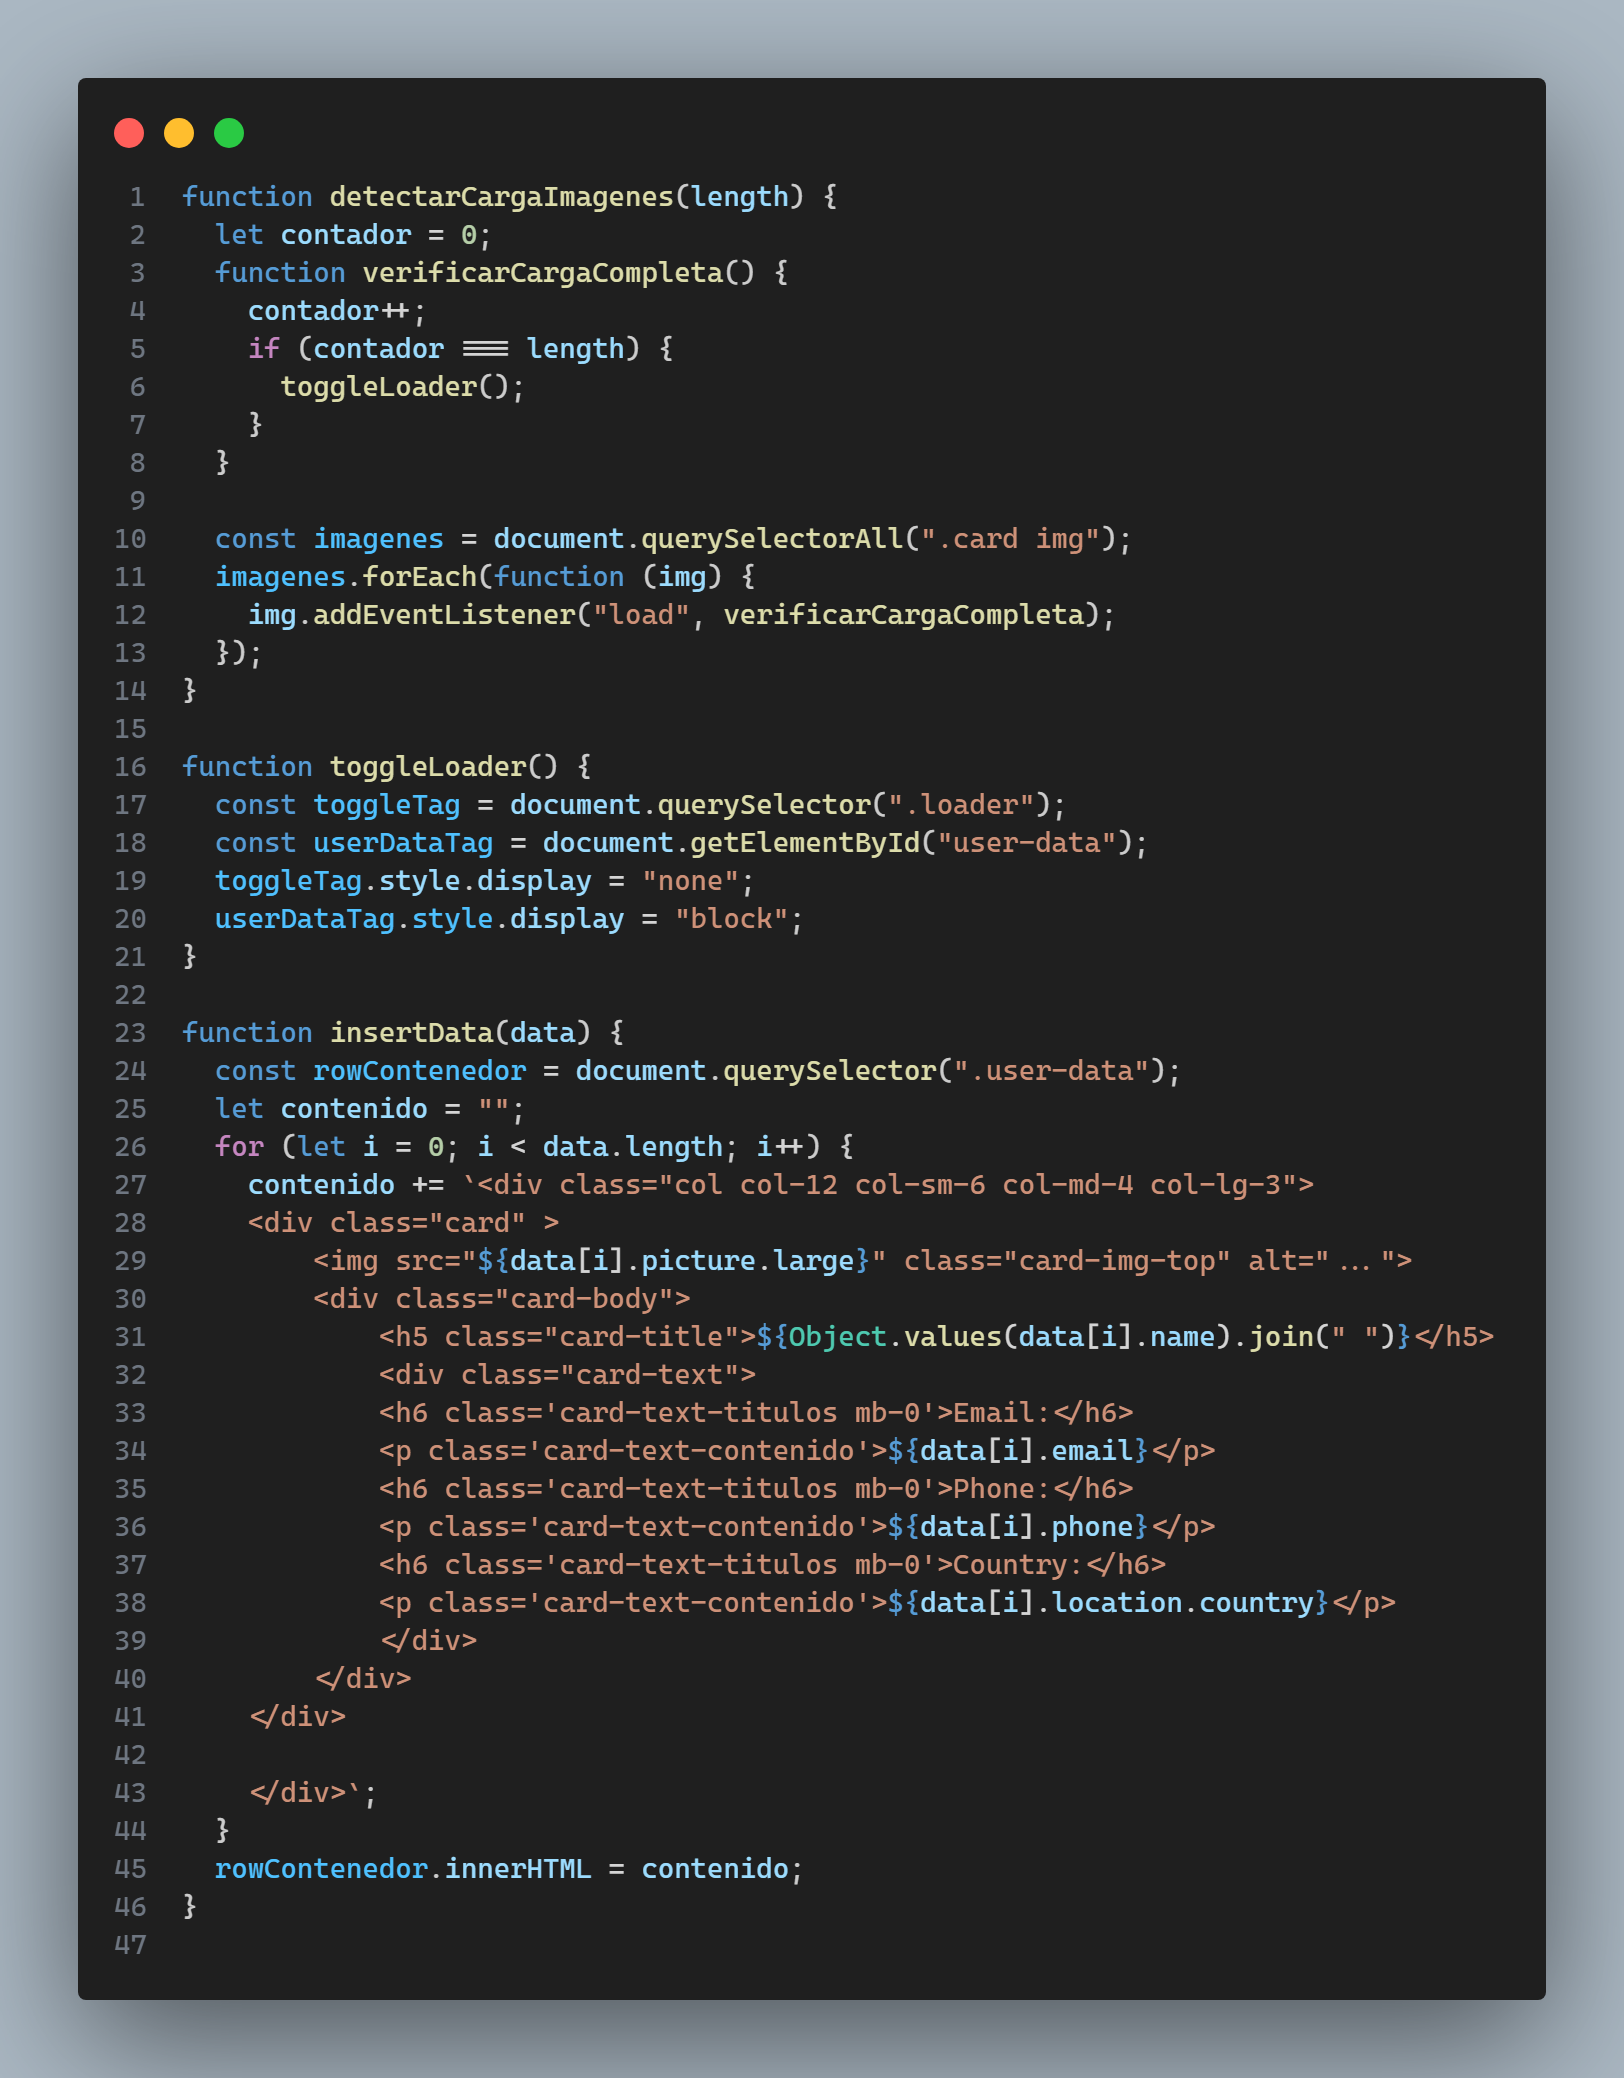 1 function detectarCargaImagenes(length) {
2   let contador = 0;
3   function verificarCargaCompleta() {
4     contador++;
5     if (contador === length) {
6       toggleLoader();
7     }
8   }
9
10   const imagenes = document.querySelectorAll(".card img");
11   imagenes.forEach(function (img) {
12     img.addEventListener("load", verificarCargaCompleta);
13   });
14 }
15
16 function toggleLoader() {
17   const toggleTag = document.querySelector(".loader");
18   const userDataTag = document.getElementById("user-data");
19   toggleTag.style.display = "none";
20   userDataTag.style.display = "block";
21 }
22
23 function insertData(data) {
24   const rowContenedor = document.querySelector(".user-data");
25   let contenido = "";
26   for (let i = 0; i < data.length; i++) {
27     contenido += `<div class="col col-12 col-sm-6 col-md-4 col-lg-3">
28     <div class="card" >
29         <img src="${data[i].picture.large}" class="card-img-top" alt="...">
30         <div class="card-body">
31             <h5 class="card-title">${Object.values(data[i].name).join(" ")}</h5>
32             <div class="card-text">
33             <h6 class='card-text-titulos mb-0'>Email:</h6>
34             <p class='card-text-contenido'>${data[i].email}</p>
35             <h6 class='card-text-titulos mb-0'>Phone:</h6>
36             <p class='card-text-contenido'>${data[i].phone}</p>
37             <h6 class='card-text-titulos mb-0'>Country:</h6>
38             <p class='card-text-contenido'>${data[i].location.country}</p>
39             </div>
40         </div>
41     </div>
42
43     </div>`;
44   }
45   rowContenedor.innerHTML = contenido;
46 }
47